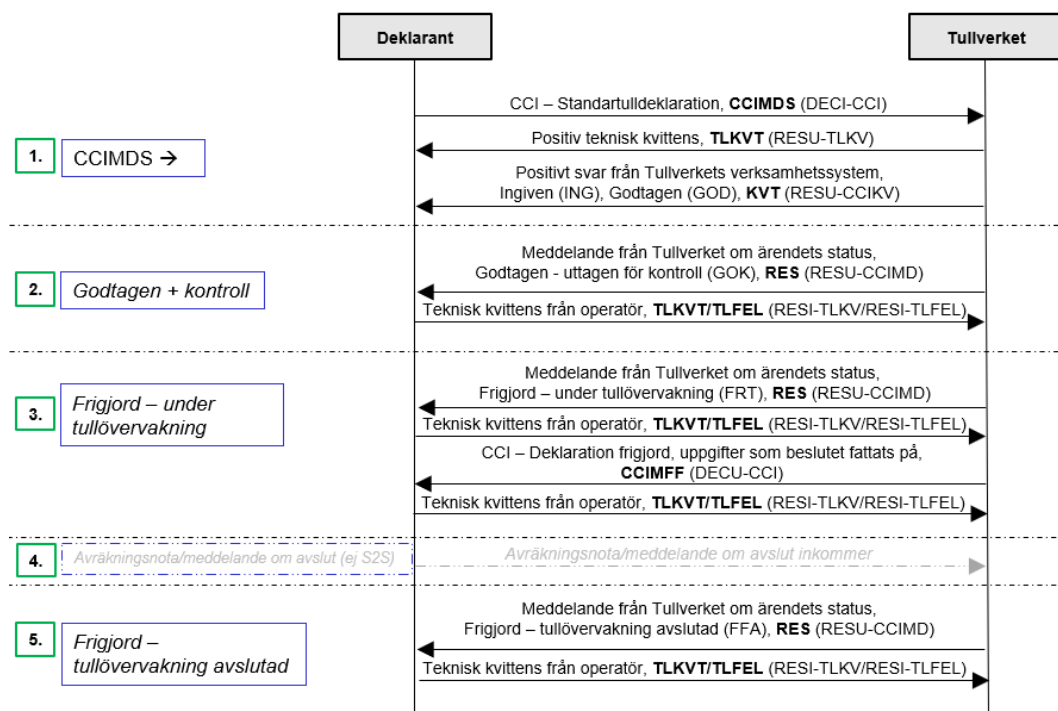 Deklarant
Tullverket
CCI – Standartulldeklaration, CCIMDS (DECI-CCI)
Positiv teknisk kvittens, TLKVT (RESU-TLKV)
1.
CCIMDS →
Positivt svar från Tullverkets verksamhetssystem,
Ingiven (ING), Godtagen (GOD), KVT (RESU-CCIKV)
Meddelande från Tullverket om ärendets status,
Godtagen - uttagen för kontroll (GOK), RES (RESU-CCIMD)
2.
Godtagen + kontroll
Teknisk kvittens från operatör, TLKVT/TLFEL (RESI-TLKV/RESI-TLFEL)
Meddelande från Tullverket om ärendets status,
Frigjord – under tullövervakning (FRT), RES (RESU-CCIMD)
3.
Frigjord – under
tullövervakning
Teknisk kvittens från operatör, TLKVT/TLFEL (RESI-TLKV/RESI-TLFEL)
CCI – Deklaration frigjord, uppgifter som beslutet fattats på,
CCIMFF (DECU-CCI)
Teknisk kvittens från operatör, TLKVT/TLFEL (RESI-TLKV/RESI-TLFEL)
4.
Avräkningsnota/meddelande om avslut (ej S2S)
Avräkningsnota/meddelande om avslut inkommer
Meddelande från Tullverket om ärendets status,
Frigjord – tullövervakning avslutad (FFA), RES (RESU-CCIMD)
5.
Frigjord –
tullövervakning avslutad
Teknisk kvittens från operatör, TLKVT/TLFEL (RESI-TLKV/RESI-TLFEL)